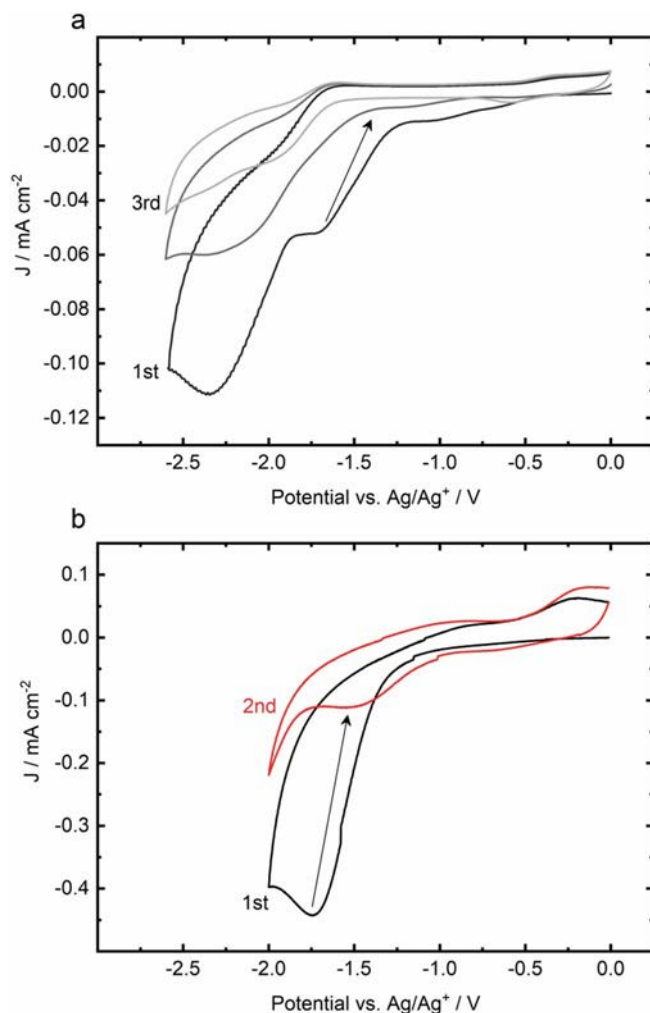 a
0.00
-0.02
-0.04
-0.06
-0.08
-0.10
-0.12
J / mA cm⁻²
3rd
1st
-2.5 -2.0 -1.5 -1.0 -0.5 0.0
Potential vs. Ag/Ag⁺ / V
b
0.1
0.0
-0.1
-0.2
-0.3
-0.4
J / mA cm⁻²
2nd
1st
-2.5 -2.0 -1.5 -1.0 -0.5 0.0
Potential vs. Ag/Ag⁺ / V